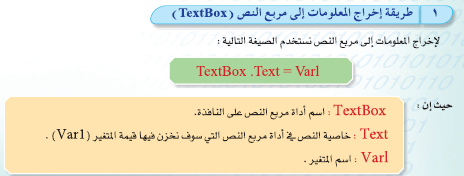 ١ طريقة إخراج المعلومات إلى مربع النص (TextBox)
لإخراج المعلومات إلى مربع النص نستخدم الصيغة التالية :
TextBox .Text = Varl
حيث إن :
TextBox : اسم أداة مربع النص على النافذة.
Text : خاصية النص في أداة مربع النص التي سوف نخزن فيها قيمة المتغير (Var1) .
Varl : اسم المتغير .